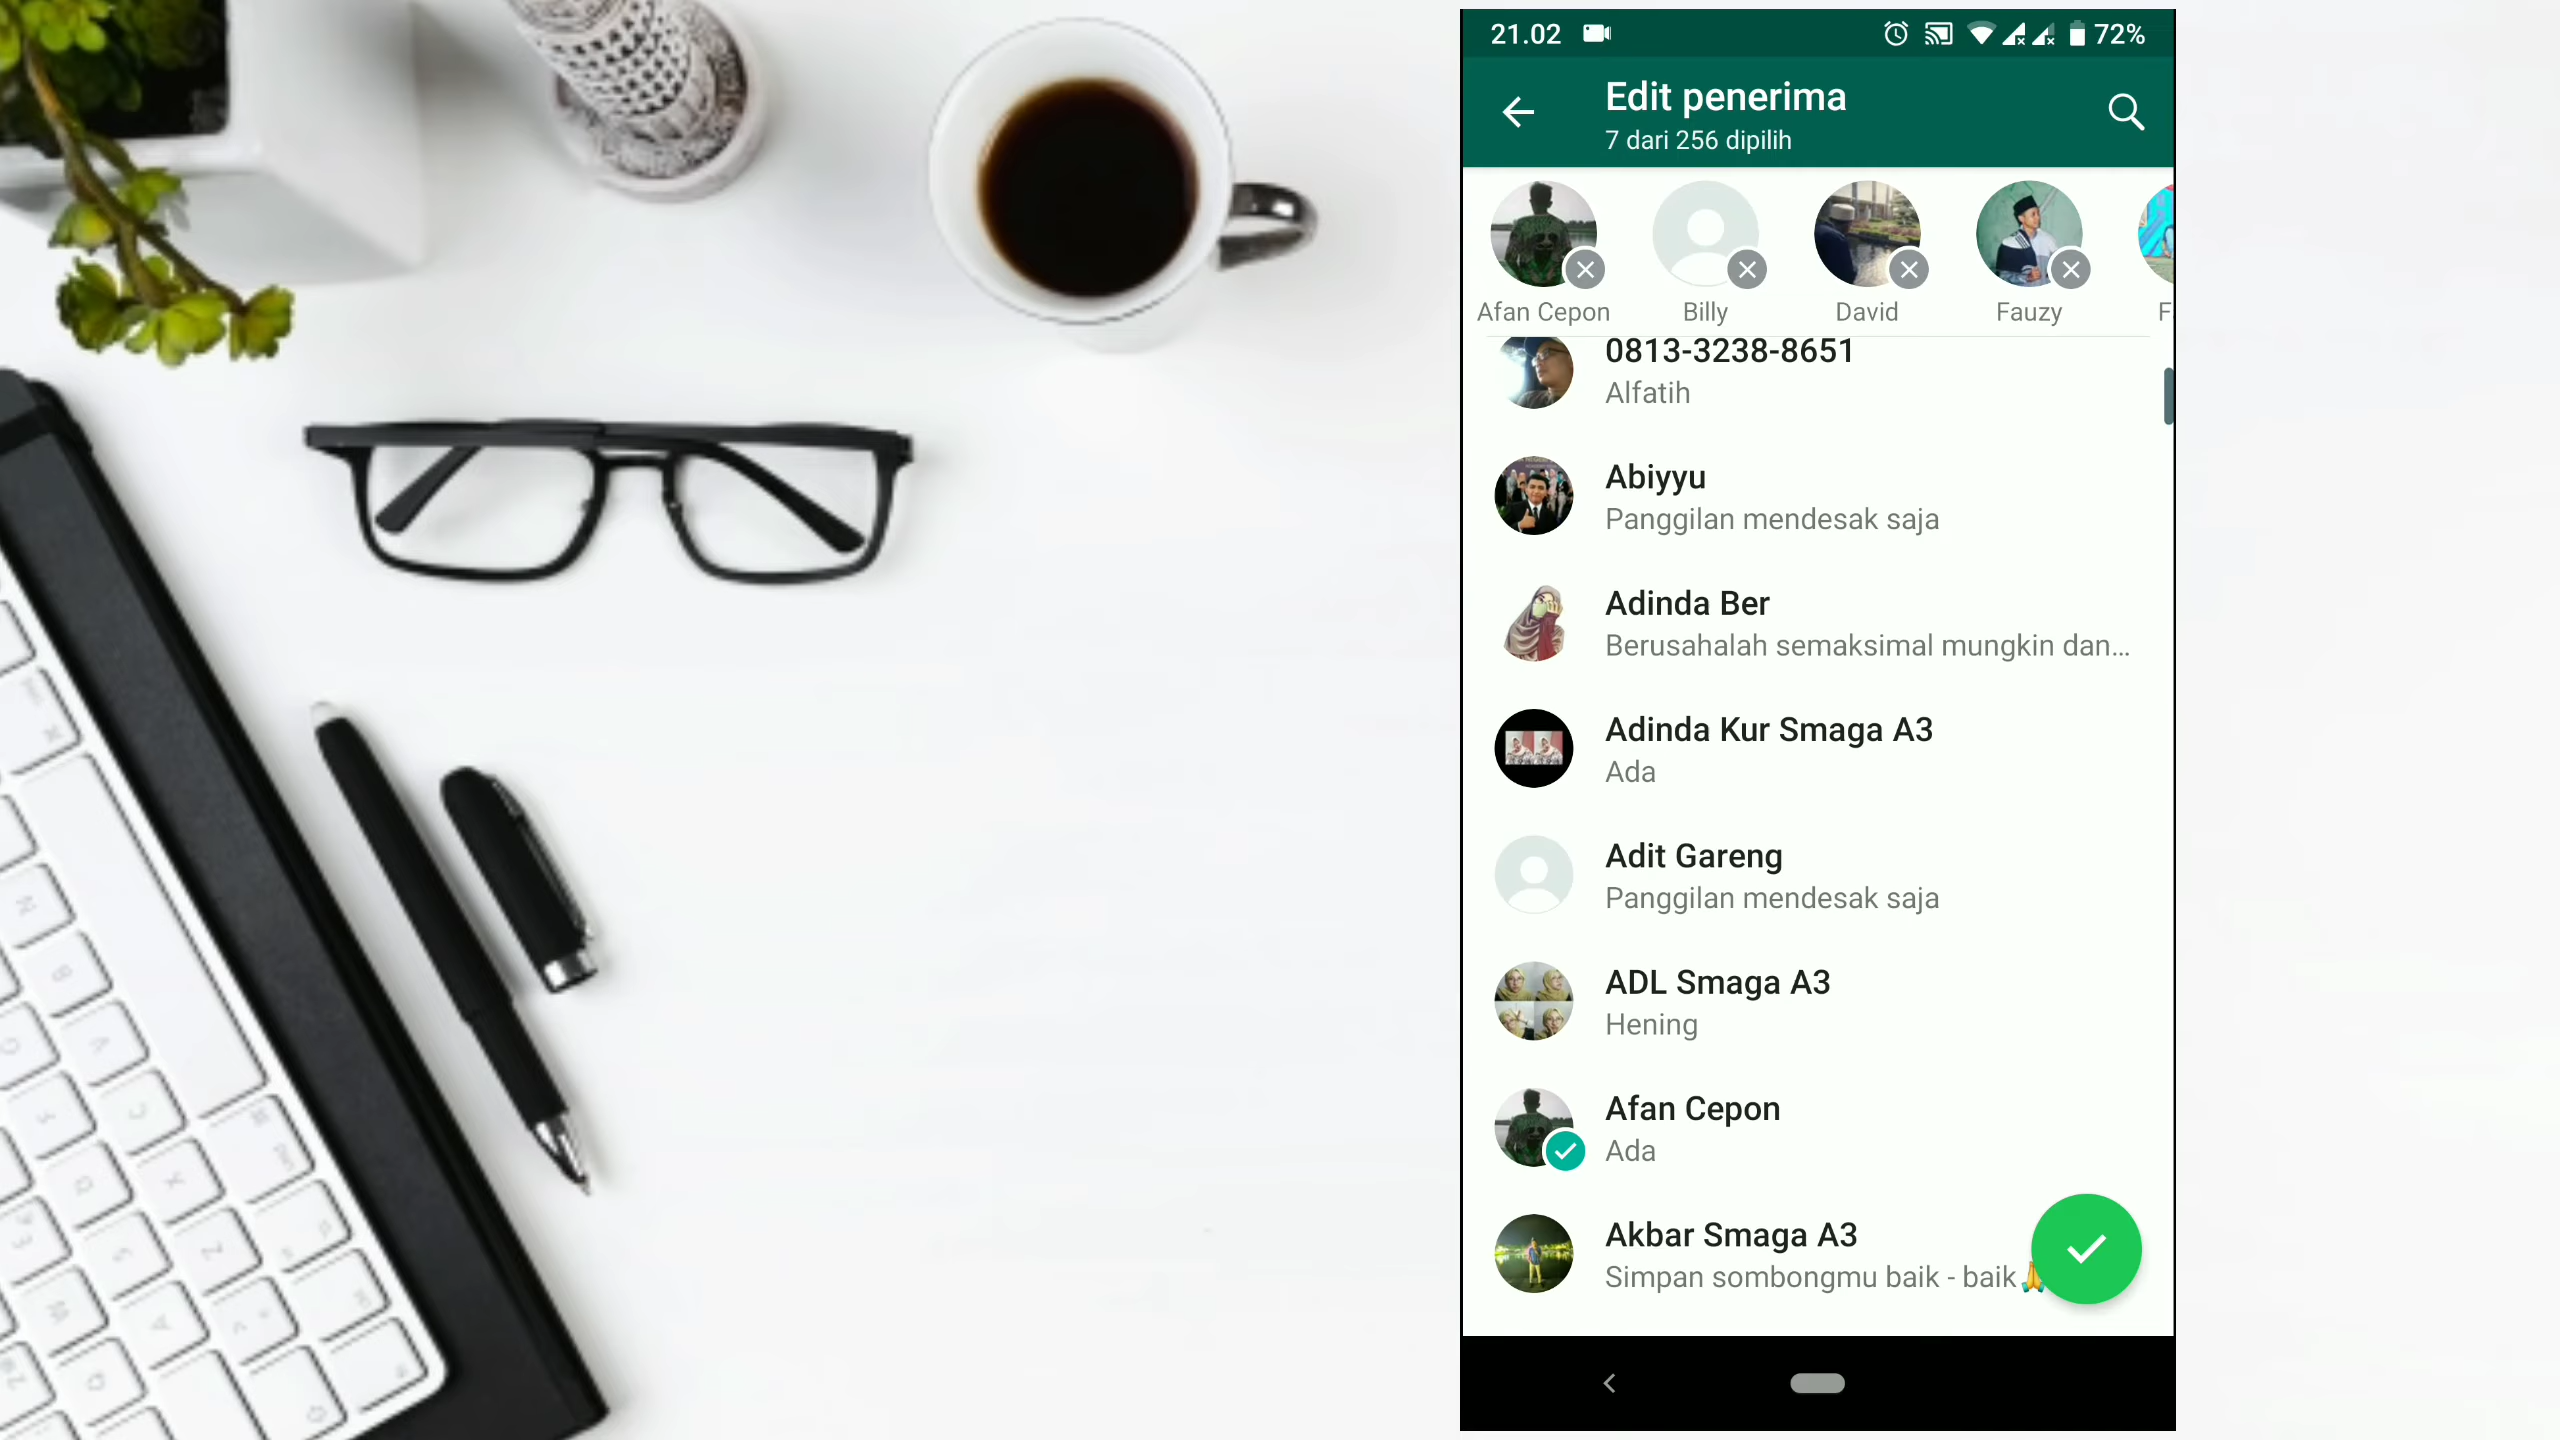 21.02
72%
Edit penerima
7 dari 256 dipilih
Afan Cepon
Billy
David
Fauzy
0813-3238-8651
Alfatih
Abiyyu
Panggilan mendesak saja
Adinda Ber
Berusahalah semaksimal mungkin dan...
Adinda Kur Smaga A3
Ada
Adit Gareng
Panggilan mendesak saja
ADL Smaga A3
Hening
Afan Cepon
Ada
Akbar Smaga A3
Simpan sombongmu baik - baik🙏